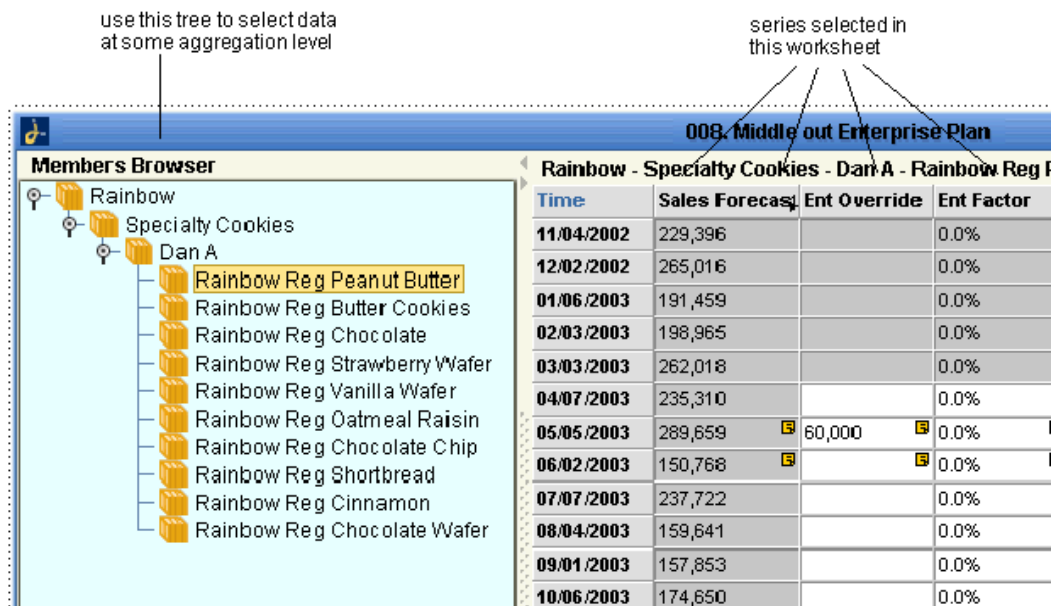 use this tree to select data
at some aggregation level
series selected in
this worksheet
008. Middle out Enterprise Plan
Members Browser
Rainbow
Specialty Cookies
Dan A
Rainbow Reg Peanut Butter
Rainbow Reg Butter Cookies
Rainbow Reg Chocolate
Rainbow Reg Strawberry Wafer
Rainbow Reg Vanilla Wafer
Rainbow Reg Oatmeal Raisin
Rainbow Reg Chocolate Chip
Rainbow Reg Shortbread
Rainbow Reg Cinnamon
Rainbow Reg Chocolate Wafer
Rainbow - Specialty Cookies - Dan A - Rainbow Reg
Time Sales Forecast Ent Override Ent Factor
11/04/2002 229,396 0.0%
12/02/2002 265,016 0.0%
01/06/2003 191,459 0.0%
02/03/2003 198,965 0.0%
03/03/2003 262,018 0.0%
04/07/2003 235,310 0.0%
05/05/2003 289,659 60,000 0.0%
06/02/2003 150,768 0.0%
07/07/2003 237,722 0.0%
08/04/2003 159,641 0.0%
09/01/2003 157,853 0.0%
10/06/2003 174,650 0.0%